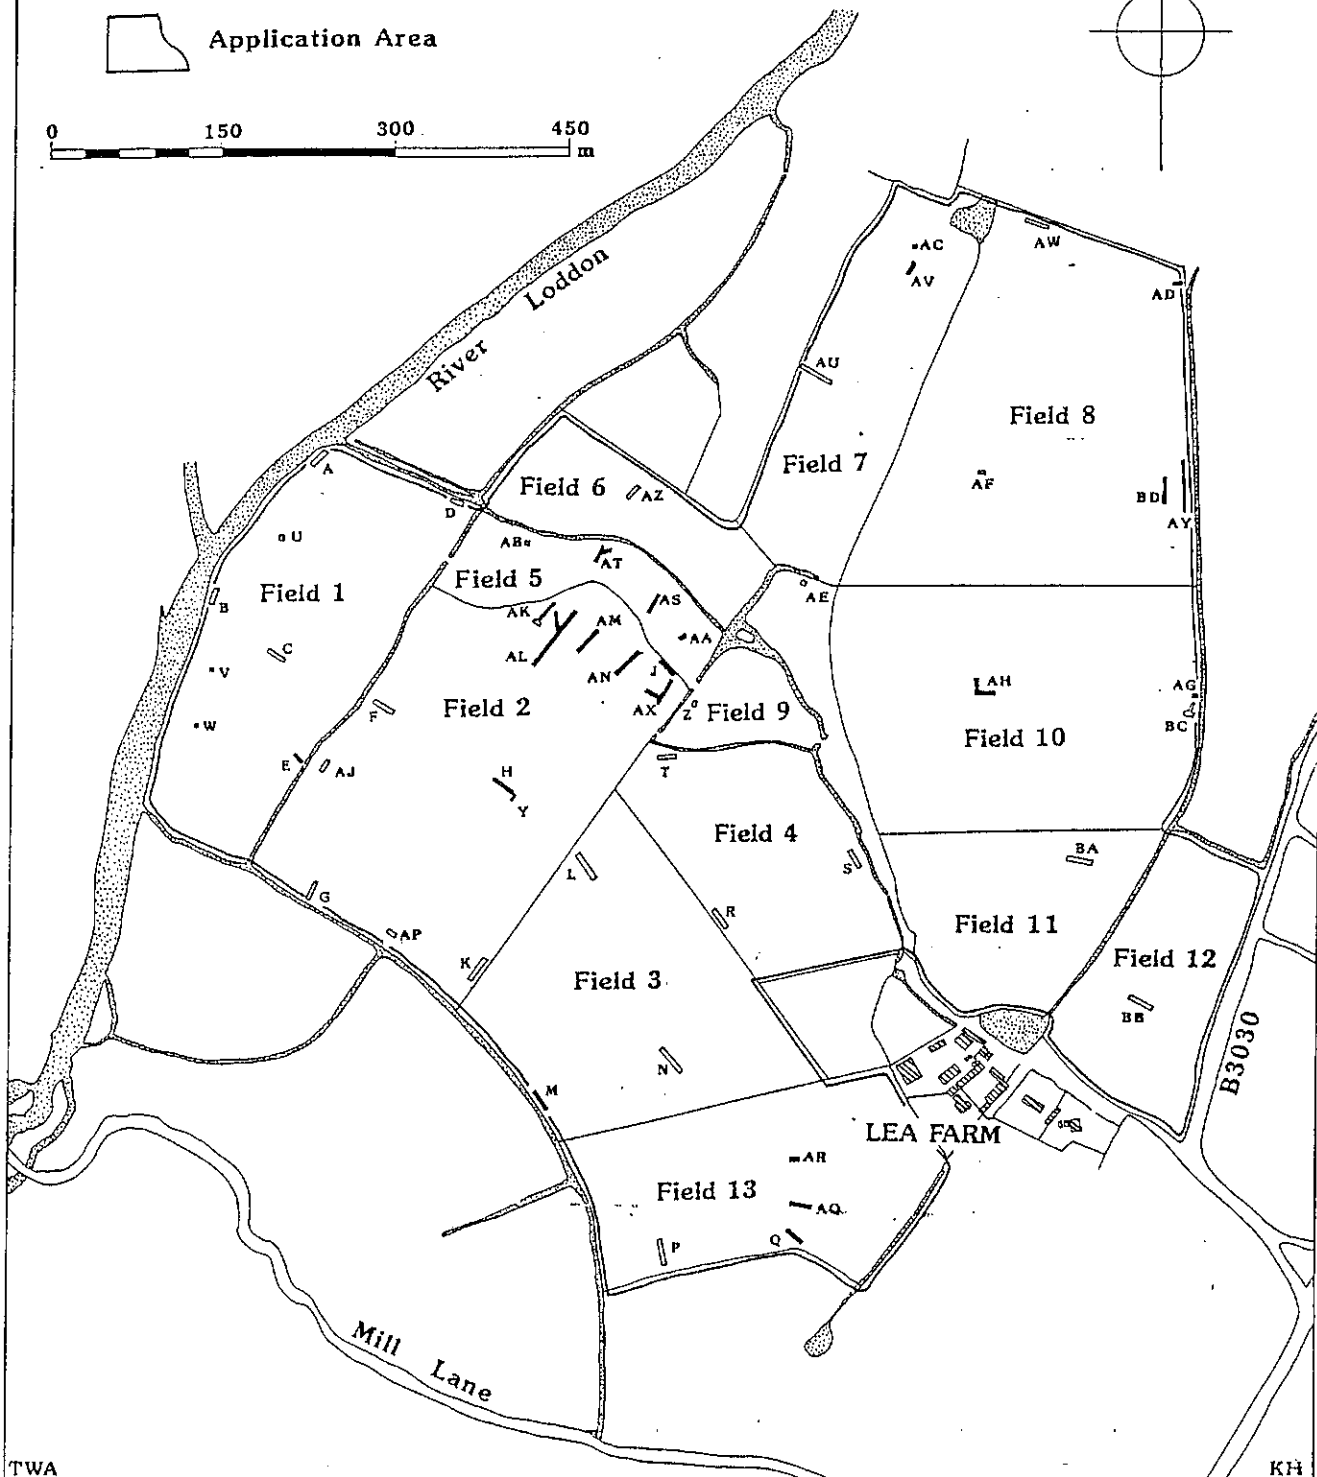 Application Area
0 150 300 450
m
River Loddon
AC
AW
AV
AD
AU
Field 8
Field 7
A
Field 6
AZ
AF
D
BD
U
AB
AT
AY
Field 5
Field 1
B
AK
AM
AS
AE
C
AL
AA
V
AN
J
AH
AG
F
Field 2
AX
Z
Field 9
W
BC
Field 10
E
AJ
H
T
Y
Field 4
L
S
BA
G
R
Field 11
AP
K
Field 3
Field 12
BB
N
B3030
M
LEA FARM
AR
Field 13
AQ
P
Q
Mill Lane
TWA
KH